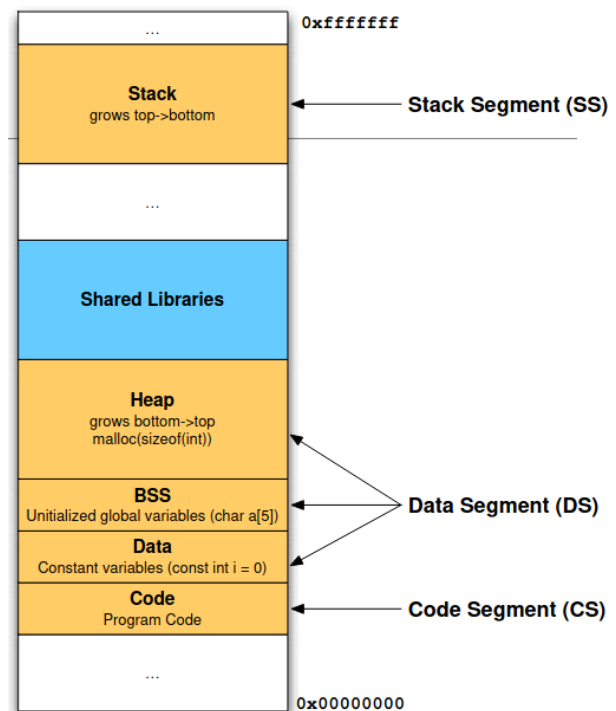 ...
0xfffffff
Stack
grows top->bottom
Stack Segment (SS)
...
Shared Libraries
Heap
grows bottom->top
malloc(sizeof(int))
BSS
Unitialized global variables (char a[5])
Data Segment (DS)
Data
Constant variables (const int i = 0)
Code
Program Code
Code Segment (CS)
...
0x00000000